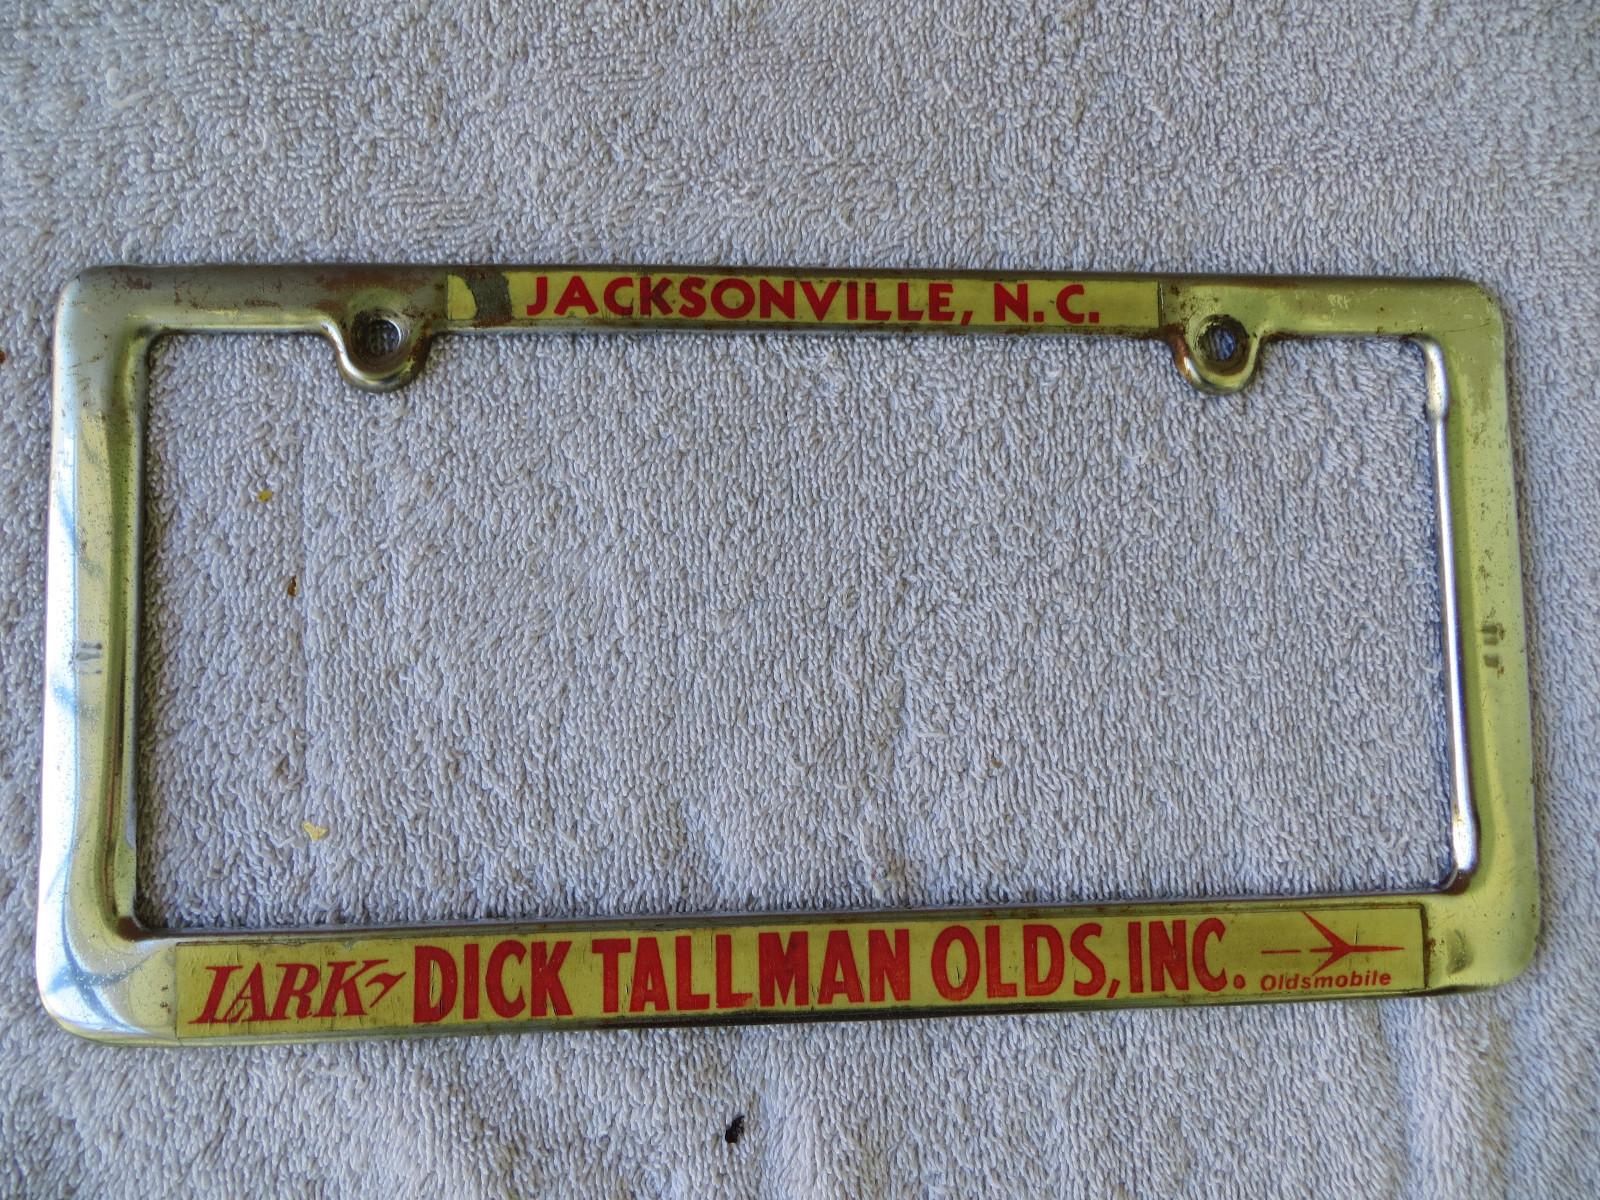 JACKSONVILLE, N.C.
LARK DICK TALLMAN OLDS, INC. Oldsmobile